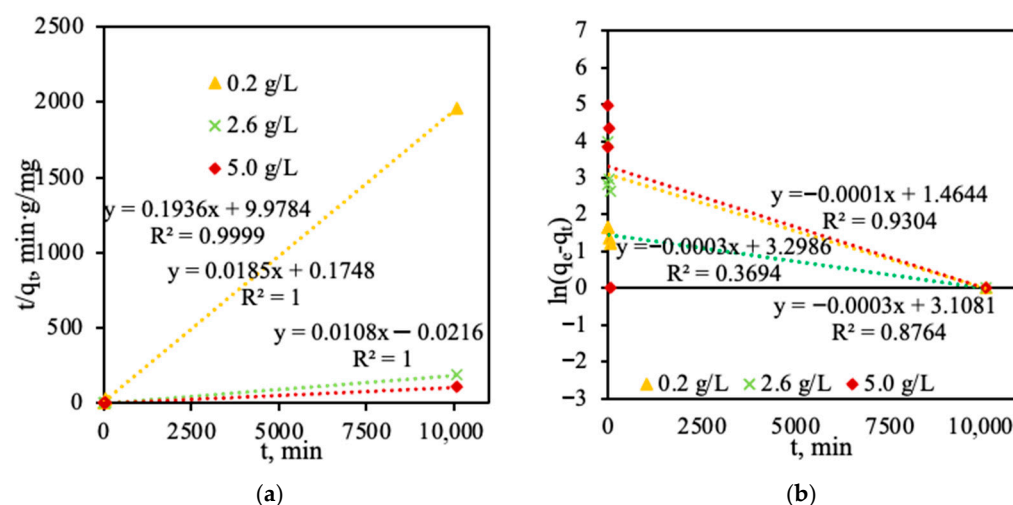 2500
2000
1500
1000
500
0
t/qt, min·g/mg
0.2 g/L
2.6 g/L
5.0 g/L
y = 0.1936x + 9.9784
R² = 0.9999
y = 0.0185x + 0.1748
R² = 1
y = 0.0108x − 0.0216
R² = 1
0 2500 5000 7500 10,000
t, min
(a)
7
6
5
4
3
2
1
0
−1
−2
−3
ln(qe-qt)
y =−0.0001x + 1.4644
R² = 0.9304
y =−0.0003x + 3.2986
R² = 0.3694
y = −0.0003x + 3.1081
R² = 0.8764
0.2 g/L 2.6 g/L 5.0 g/L
0 2500 5000 7500 10,000
t, min
(b)